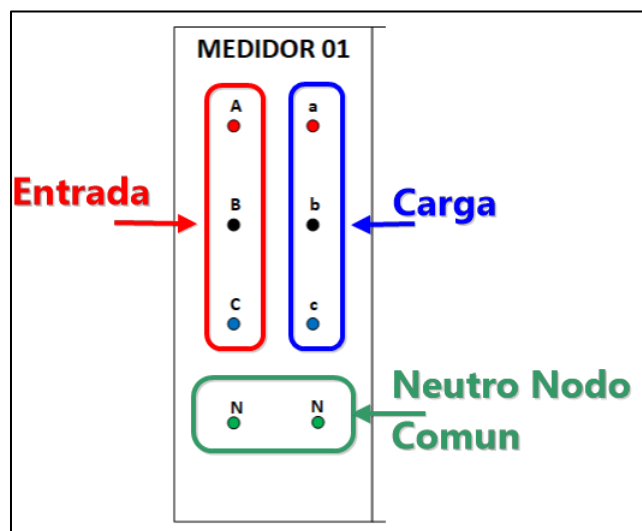 MEDIDOR 01
A a
Entrada
B b
Carga
C c
N N
Neutro Nodo
Comun